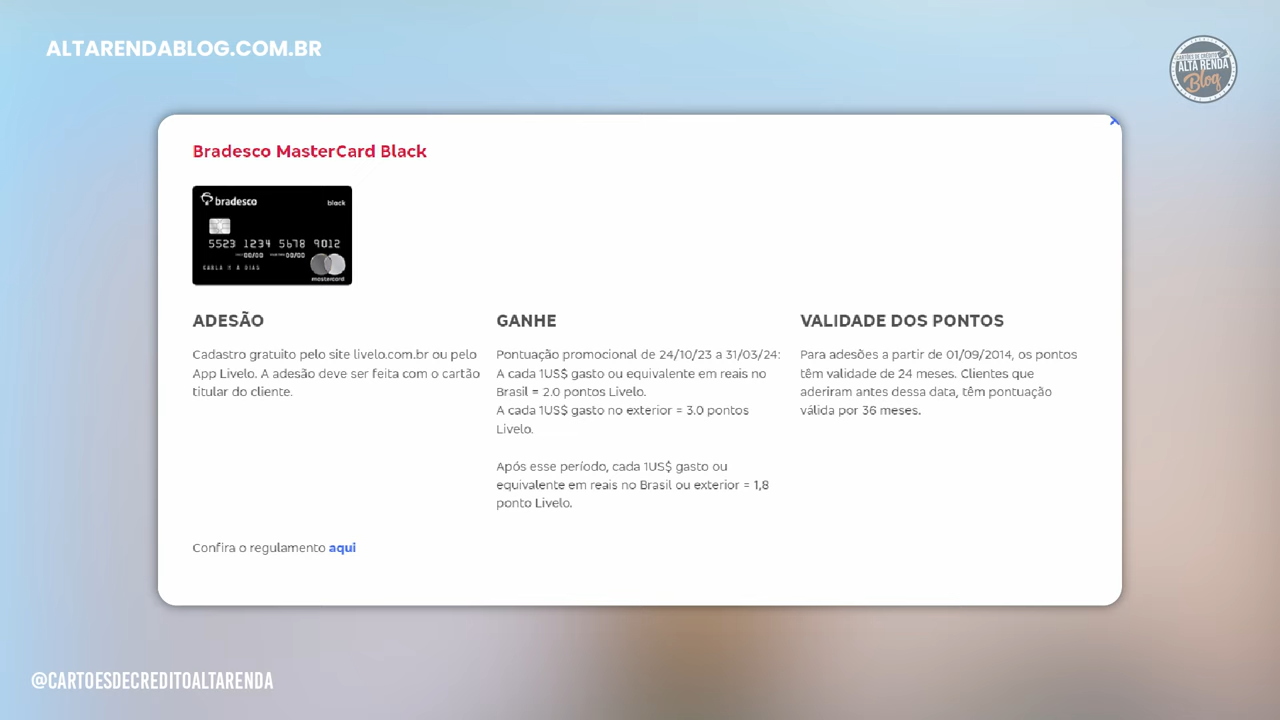 ALTARENDABLOG.COM.BR
CARTÕES DE CRÉDITO
ALTA RENDA
Blog
Bradesco MasterCard Black
bradesco
black
5523 1234 5678 9012
00/00 00/00
mastercard
ADESÃO
Cadastro gratuito pelo site livelo.com.br ou pelo
App Livelo. A adesão deve ser feita com o cartão
titular do cliente.
GANHE
Pontuação promocional de 24/10/23 a 31/03/24:
A cada 1US$ gasto ou equivalente em reais no
Brasil = 2.0 pontos Livelo.
A cada 1US$ gasto no exterior = 3.0 pontos
Livelo.
Após esse período, cada 1US$ gasto ou
equivalente em reais no Brasil ou exterior = 1,8
ponto Livelo.
VALIDADE DOS PONTOS
Para adesões a partir de 01/09/2014, os pontos
têm validade de 24 meses. Clientes que
aderiram antes dessa data, têm pontuação
válida por 36 meses.
Confira o regulamento aqui
@CARTOESDECREDITOALTARENDA